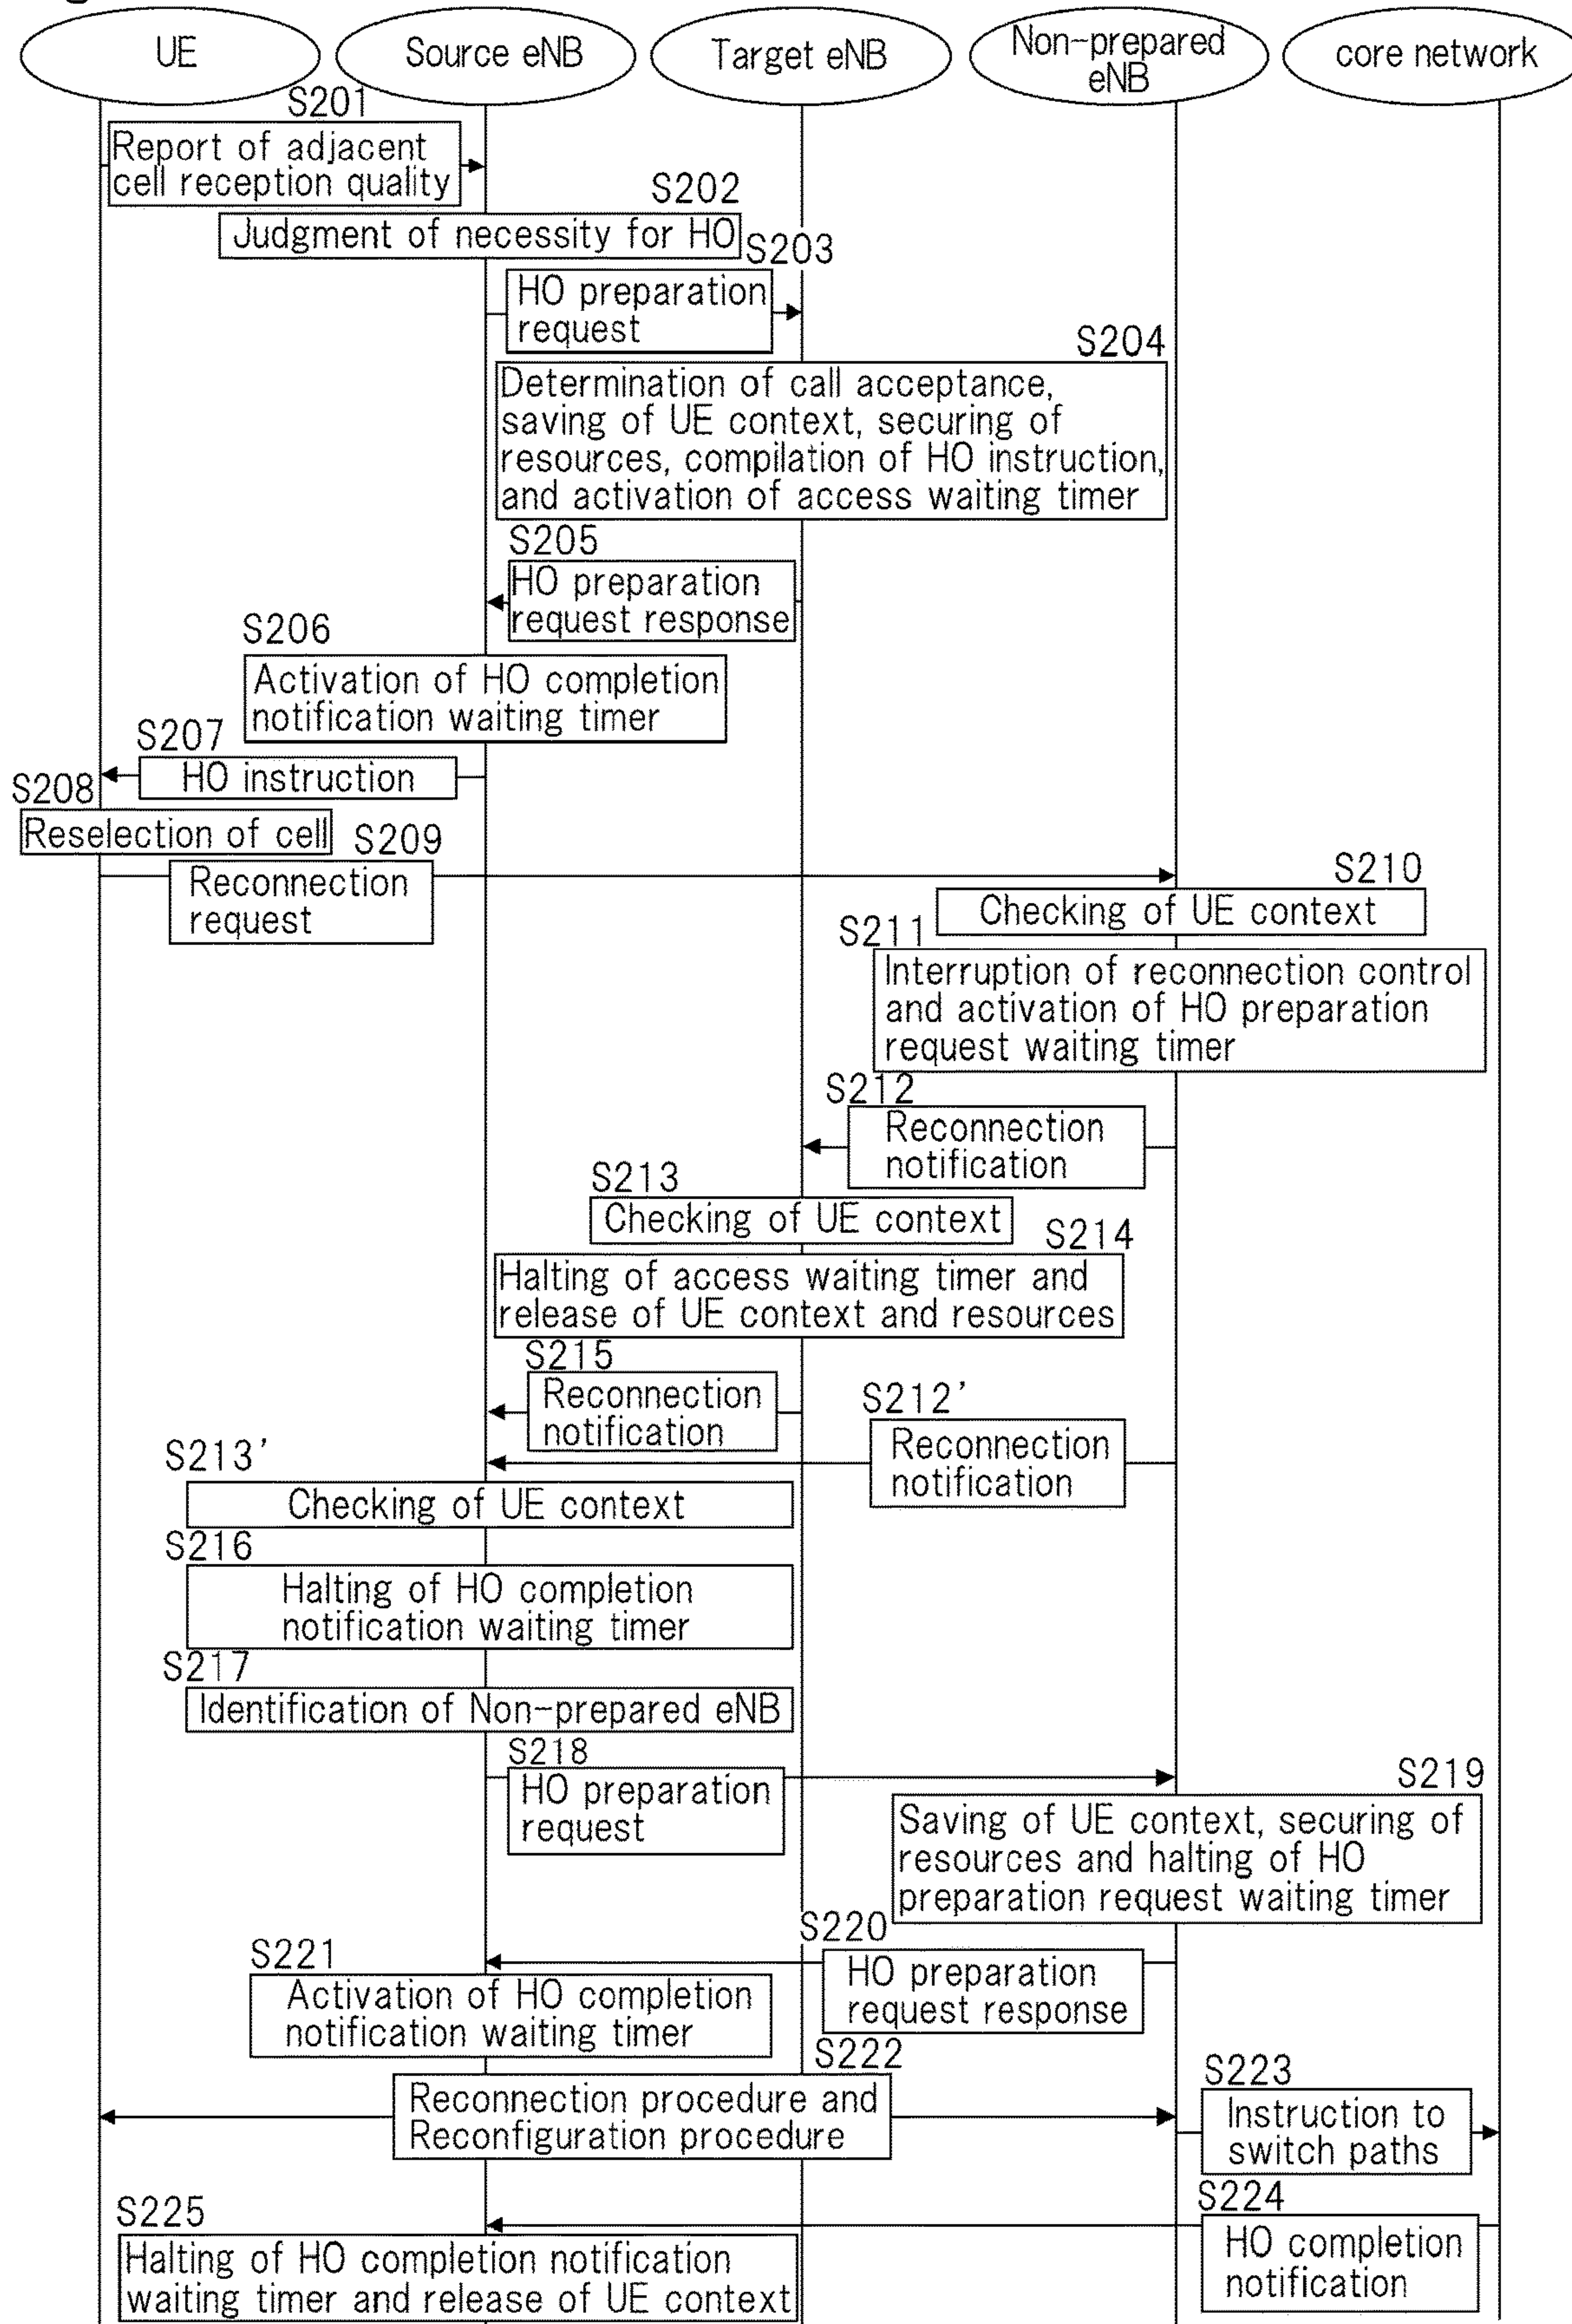 UE
Source eNB
Target eNB
Non-prepared
eNB
core network
S201
Report of adjacent
cell reception quality
S202
Judgment of necessity for HO
S203
HO preparation
request
S204
Determination of call acceptance,
saving of UE context, securing of
resources, compilation of HO instruction,
and activation of access waiting timer
S205
HO preparation
request response
S206
Activation of HO completion
notification waiting timer
S207
HO instruction
S208
Reselection of cell
S209
Reconnection
request
S210
Checking of UE context
S211
Interruption of reconnection control
and activation of HO preparation
request waiting timer
S212
Reconnection
notification
S213
Checking of UE context
S214
Halting of access waiting timer and
release of UE context and resources
S215
Reconnection
notification
S212'
Reconnection
notification
S213'
Checking of UE context
S216
Halting of HO completion
notification waiting timer
S217
Identification of Non-prepared eNB
S218
HO preparation
request
S219
Saving of UE context, securing of
resources and halting of HO
preparation request waiting timer
S220
HO preparation
request response
S221
Activation of HO completion
notification waiting timer
S222
Reconnection procedure and
Reconfiguration procedure
S223
Instruction to
switch paths
S224
HO completion
notification
S225
Halting of HO completion notification
waiting timer and release of UE context